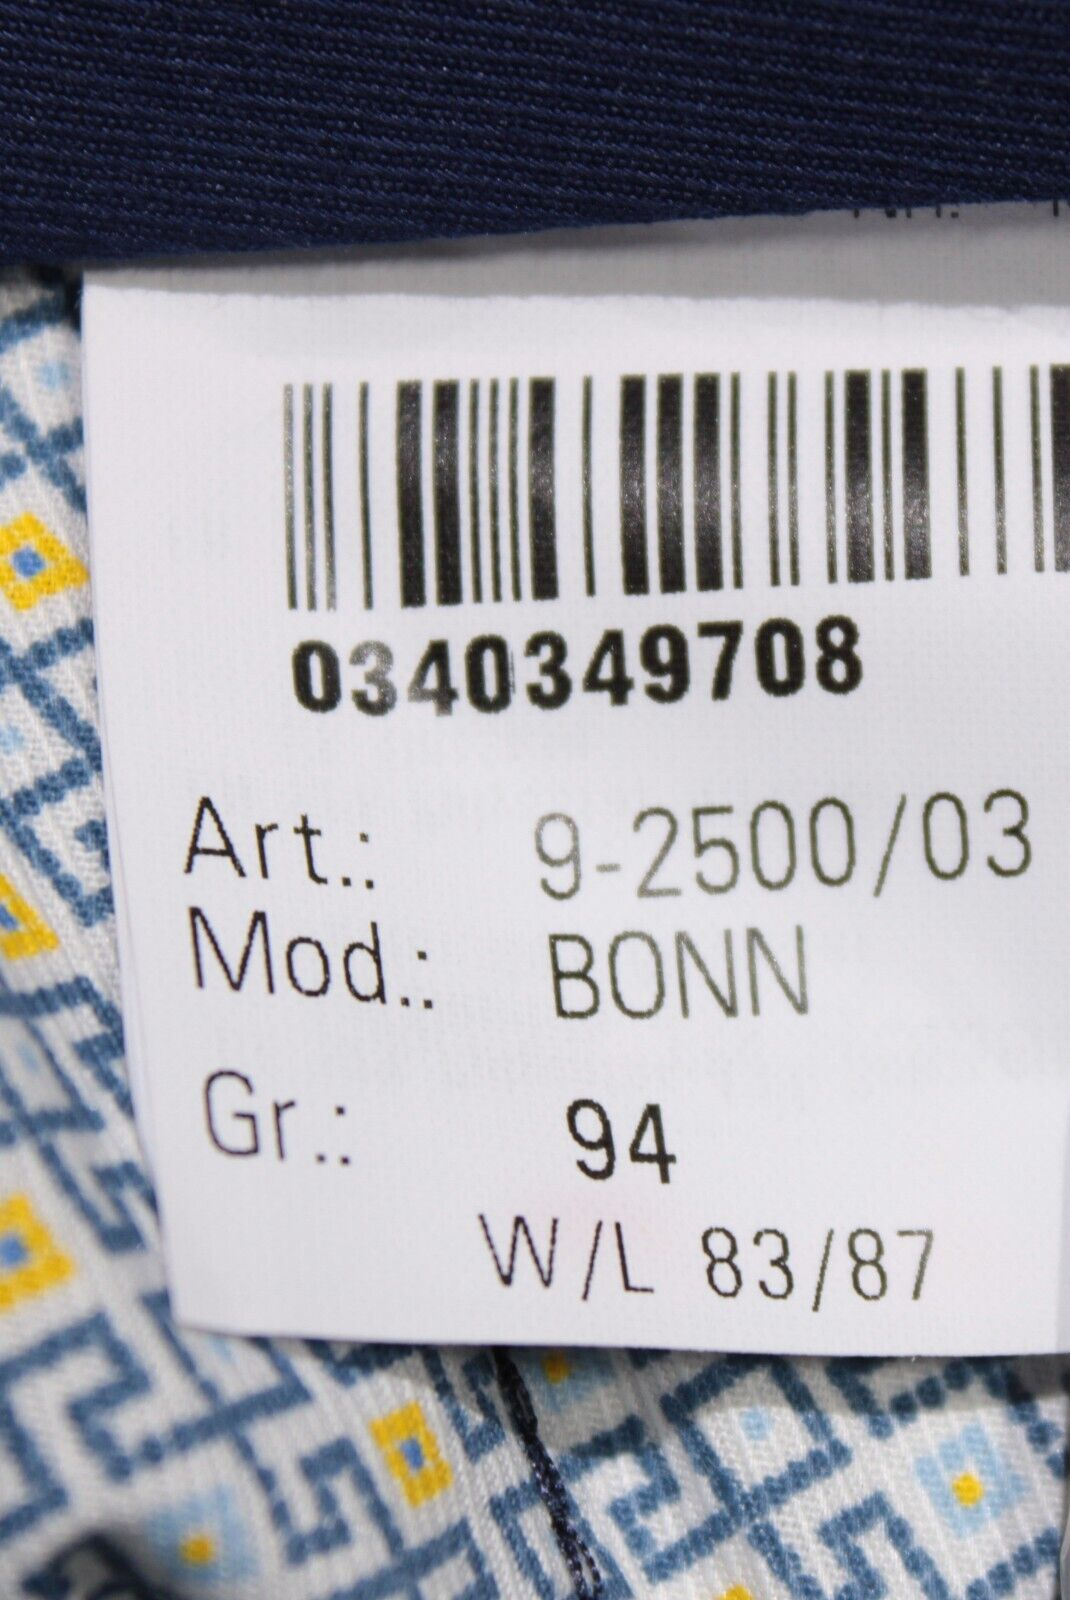 0340349708
Art.: 9-2500/03
Mod.: BONN
Gr.: 94
W/L 83/87